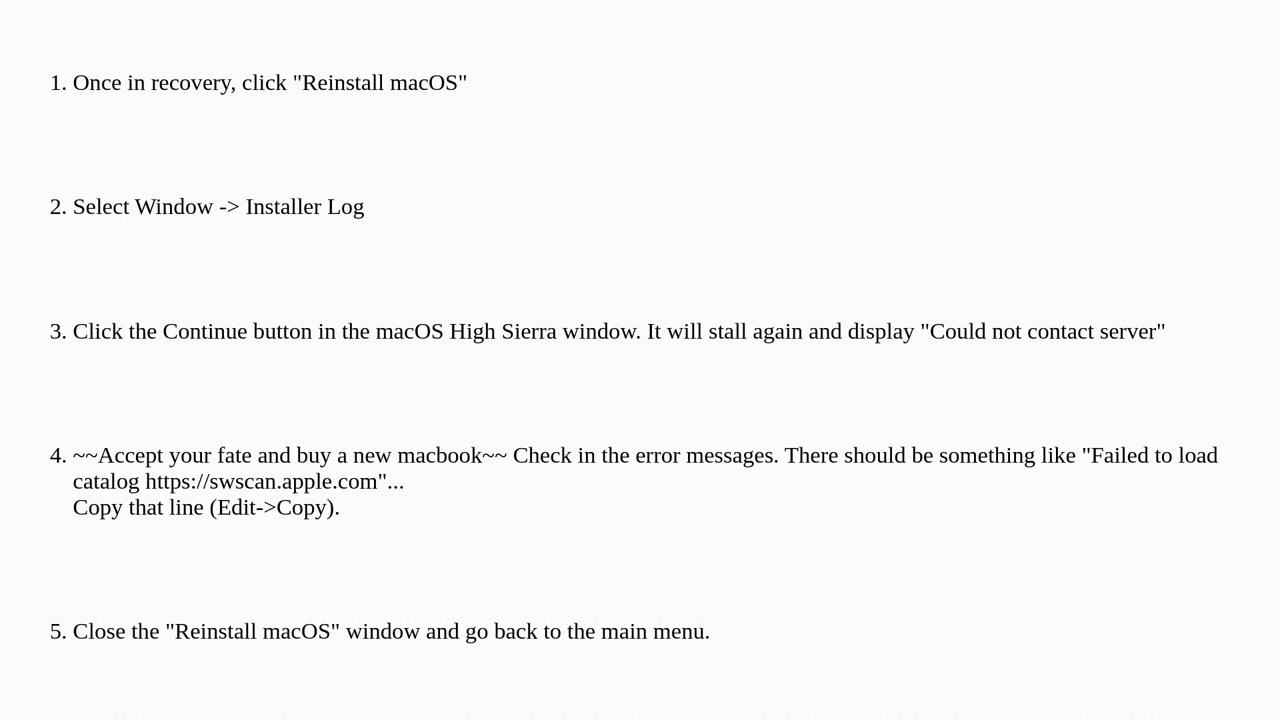 1. Once in recovery, click "Reinstall macOS"
2. Select Window -> Installer Log
3. Click the Continue button in the macOS High Sierra window. It will stall again and display "Could not contact server"
4. ~~Accept your fate and buy a new macbook~~ Check in the error messages. There should be something like "Failed to load
catalog https://swscan.apple.com"...
Copy that line (Edit->Copy).
5. Close the "Reinstall macOS" window and go back to the main menu.